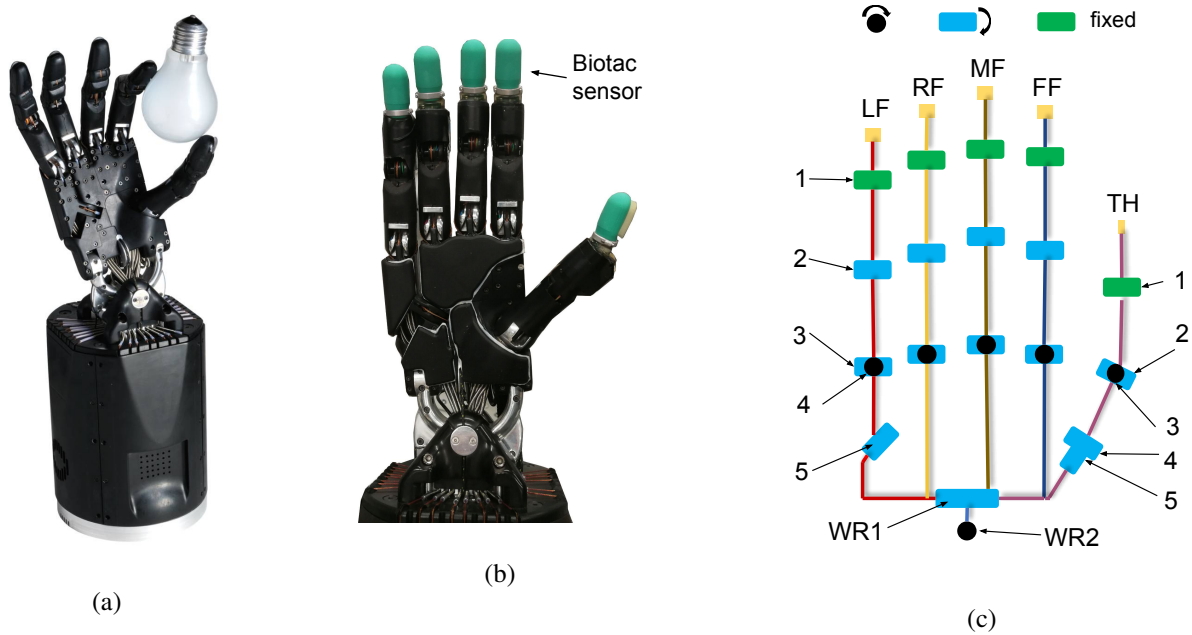 Biotac
sensor
(a)
(b)
fixed
LF
RF
MF
FF
TH
1
2
3
4
5
1
2
3
4
5
WR1
WR2
(c)